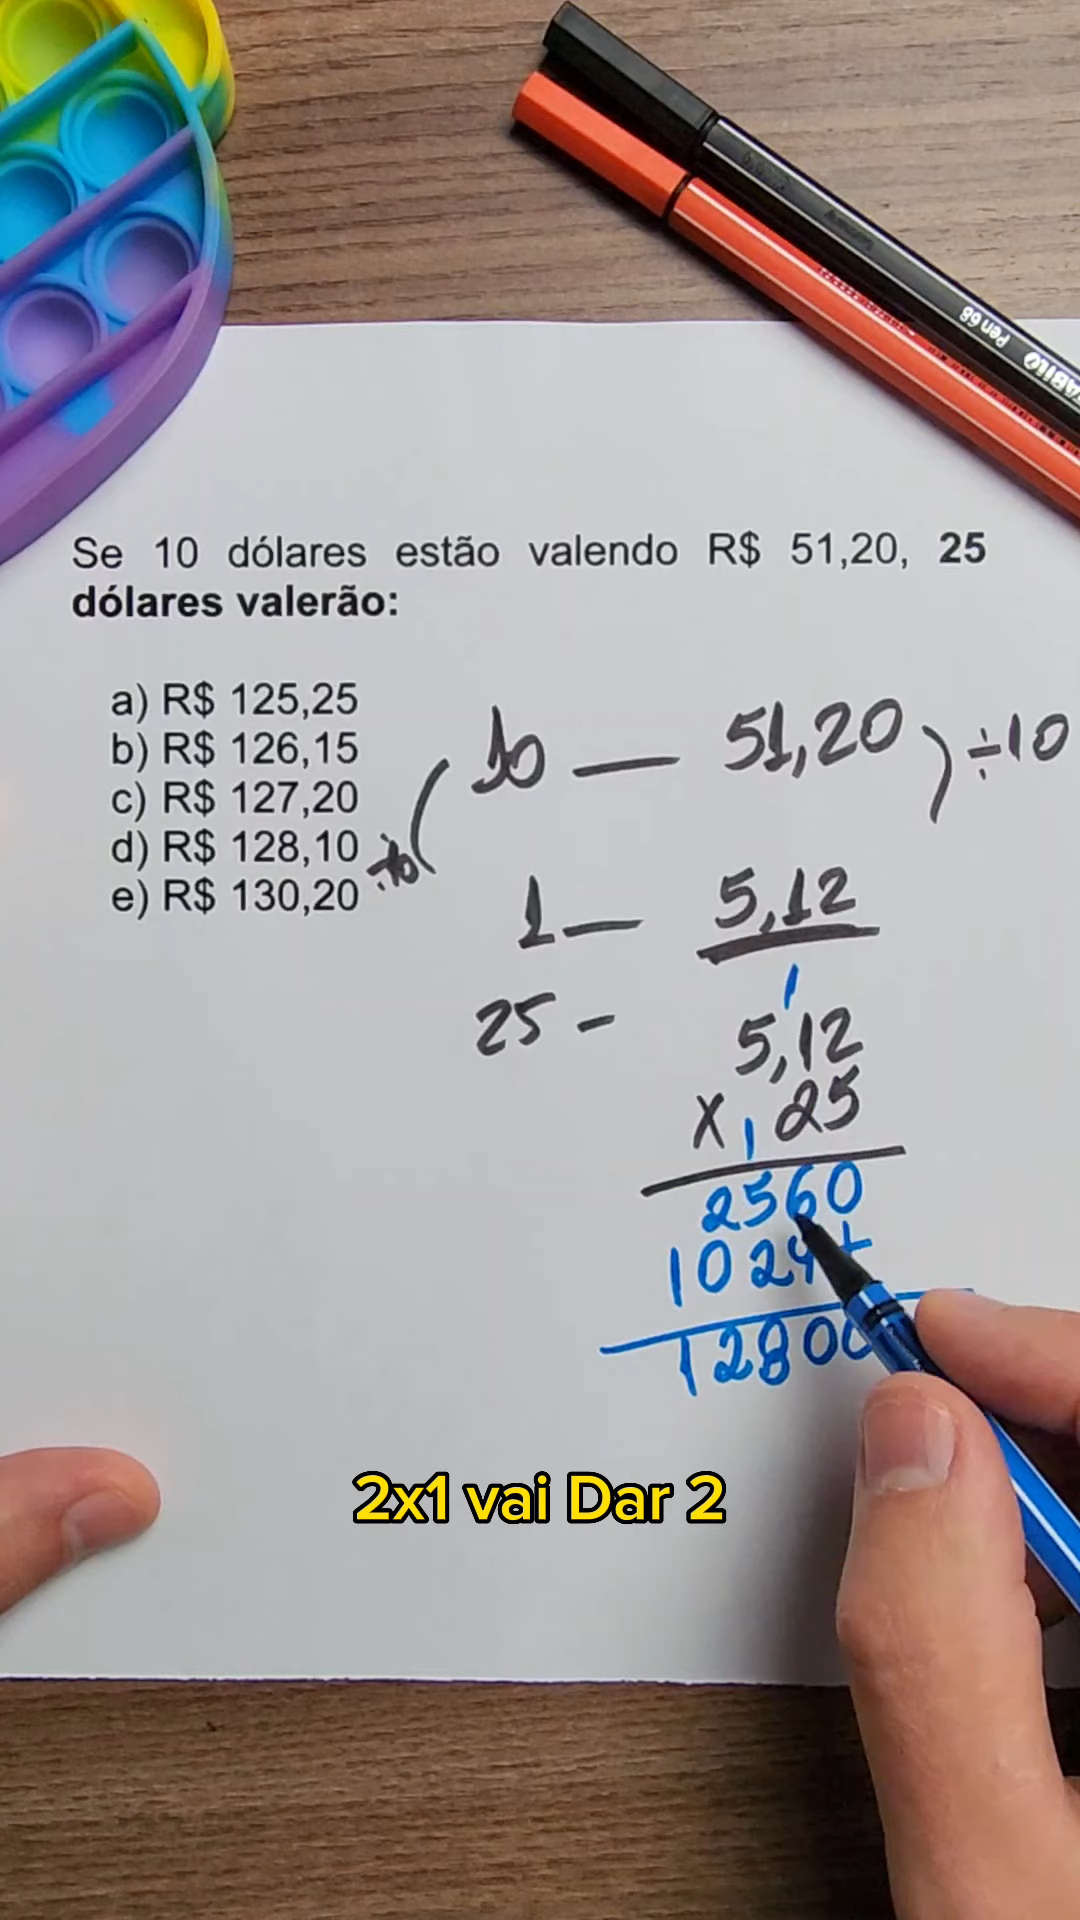 Pen 68
Se 10 dólares estão valendo R$ 51,20, 25
dólares valerão:
a) R$ 125,25
b) R$ 126,15
c) R$ 127,20
d) R$ 128,10
e) R$ 130,20
10 — 51,20 ÷10
÷10
1 — 5,12
1
25 -
5,12
x 25
1
2560
1024+
12800
2x1 vai Dar 2